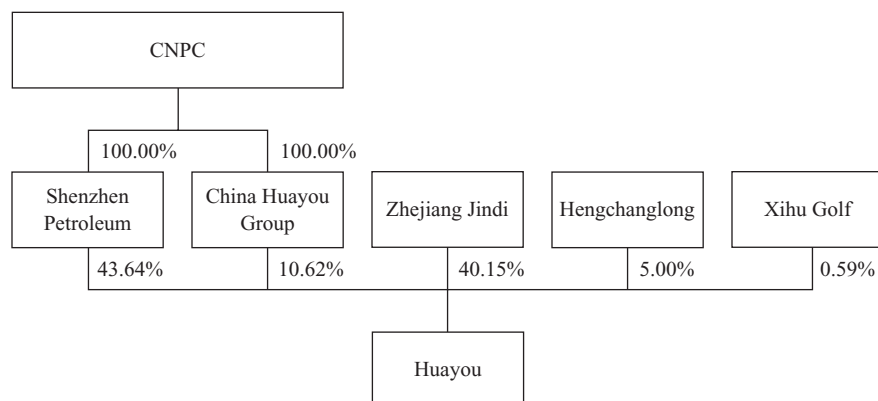 CNPC
100.00%
100.00%
Shenzhen
Petroleum
China Huayou
Group
Zhejiang Jindi
Hengchanglong
Xihu Golf
43.64%
10.62%
40.15%
5.00%
0.59%
Huayou